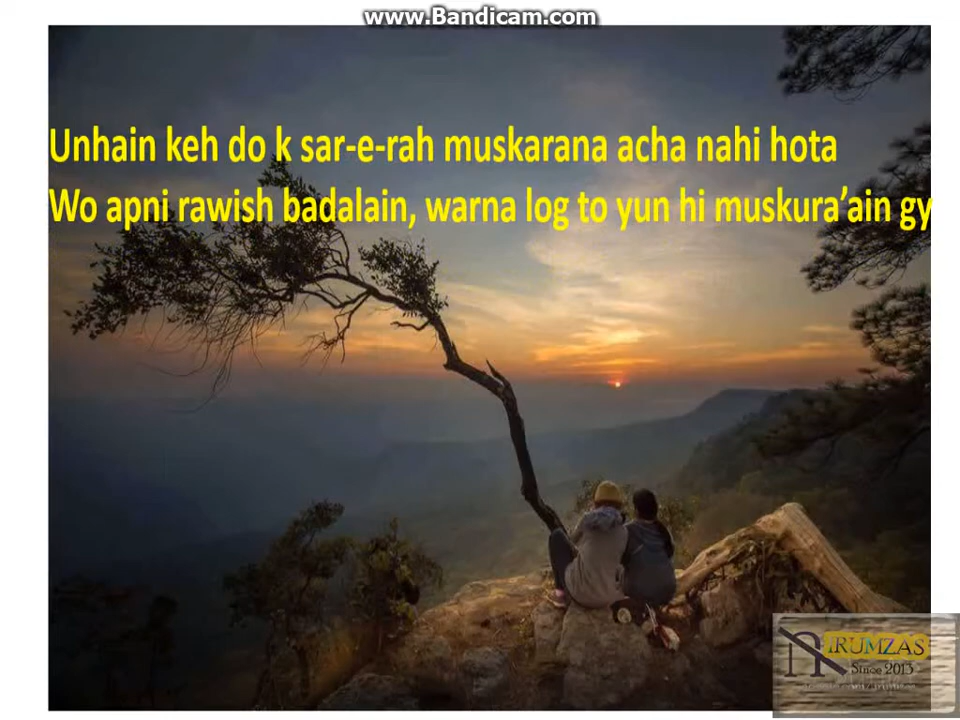 www.Bandicam.com
Unhain keh do k sar-e-rah muskarana acha nahi hota
Wo apni rawish badalain, warna log to yun hi muskura’ain gy
IRUMZAS
Since 2013